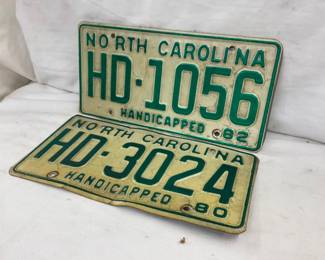 NORTH CAROLINA
HD-1056
HANDICAPPED 82
NORTH CAROLINA
HD-3024
HANDICAPPED 80